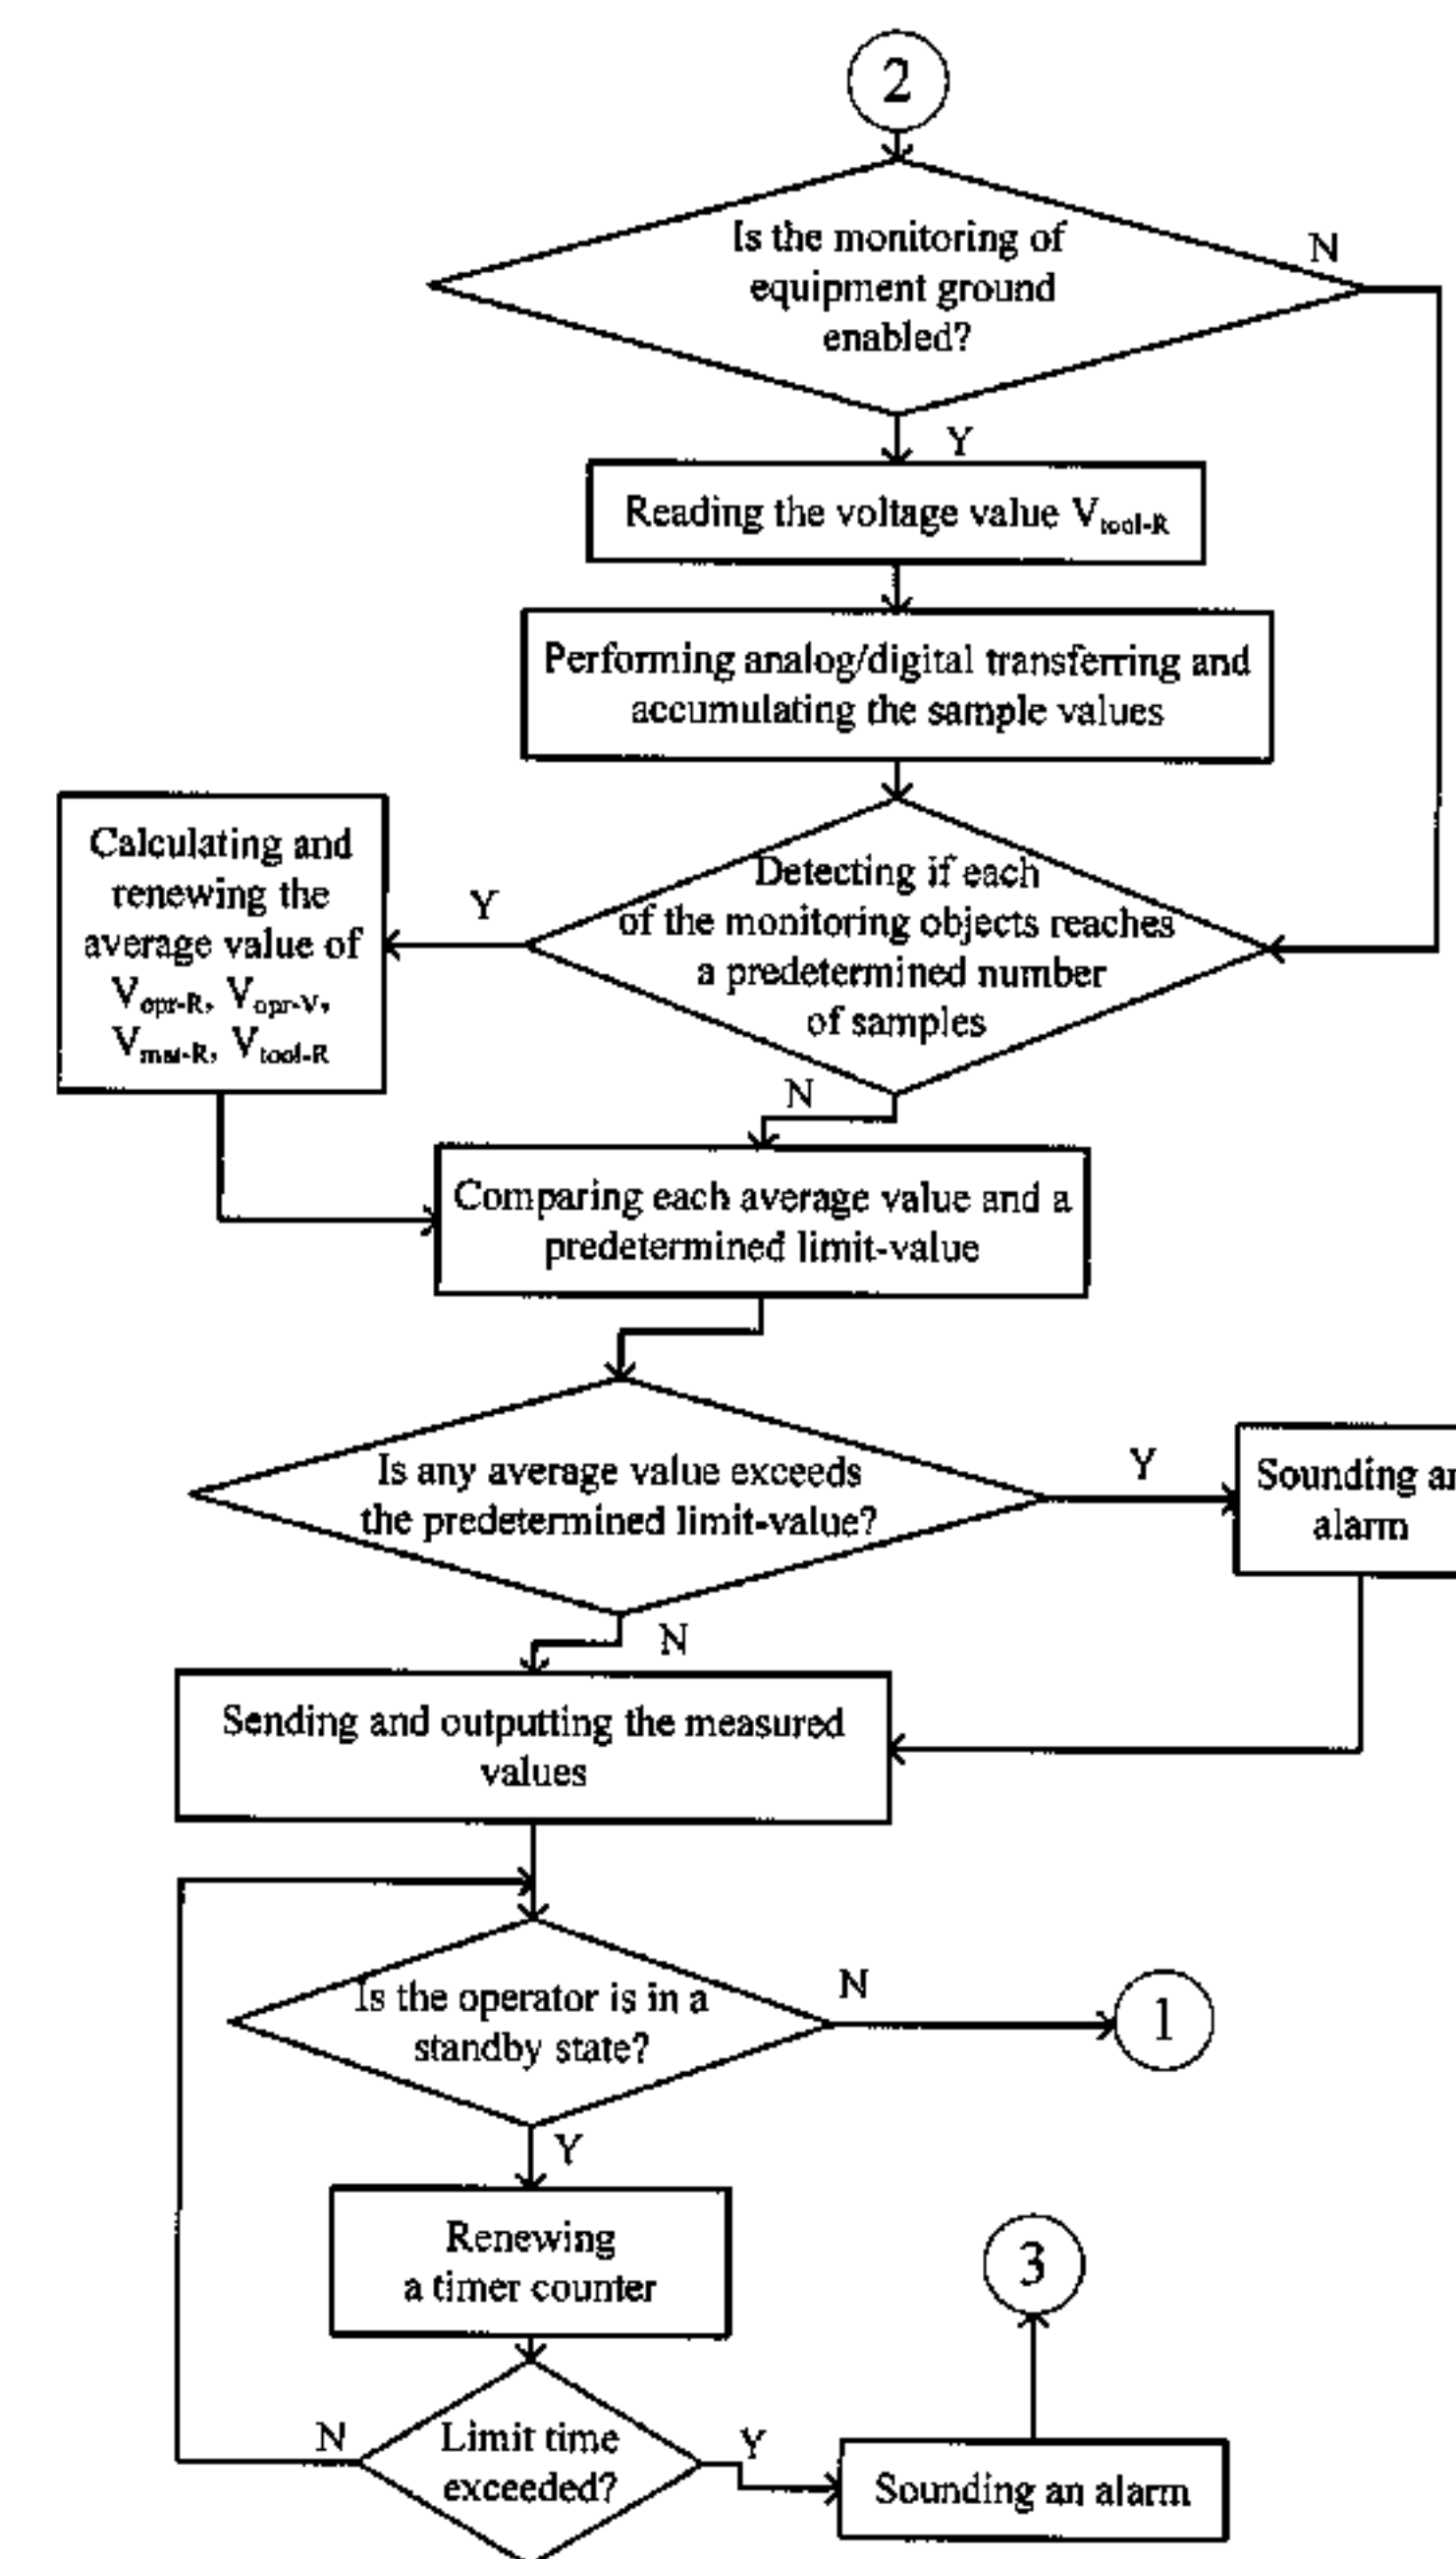 2
Is the monitoring of
equipment ground
enabled?
N
Y
Reading the voltage value Vtool-R
Performing analog/digital transferring and
accumulating the sample values
Calculating and
renewing the
average value of
Vopr-R, Vopr-V,
Vmat-R, Vtool-R
Y
Detecting if each
of the monitoring objects reaches
a predetermined number
of samples
N
Comparing each average value and a
predetermined limit-value
Is any average value exceeds
the predetermined limit-value?
Y
Sounding an
alarm
N
Sending and outputting the measured
values
Is the operator is in a
standby state?
N
1
Y
Renewing
a timer counter
3
N
Limit time
exceeded?
Y
Sounding an alarm